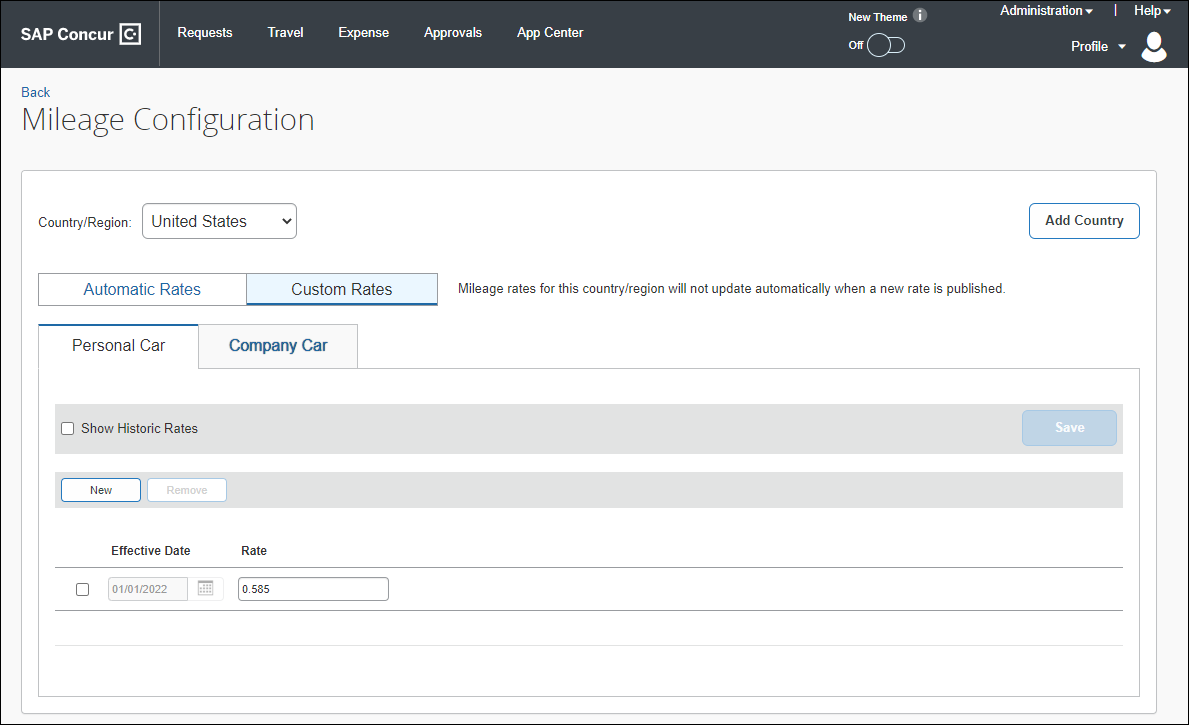 SAP Concur C
Requests
Travel
Expense
Approvals
App Center
New Theme i
Off
Administration
|
Help
Profile
Back
Mileage Configuration
Country/Region:
United States
Add Country
Automatic Rates
Custom Rates
Mileage rates for this country/region will not update automatically when a new rate is published.
Personal Car
Company Car
Show Historic Rates
Save
New
Remove
Effective Date
Rate
01/01/2022
0.585